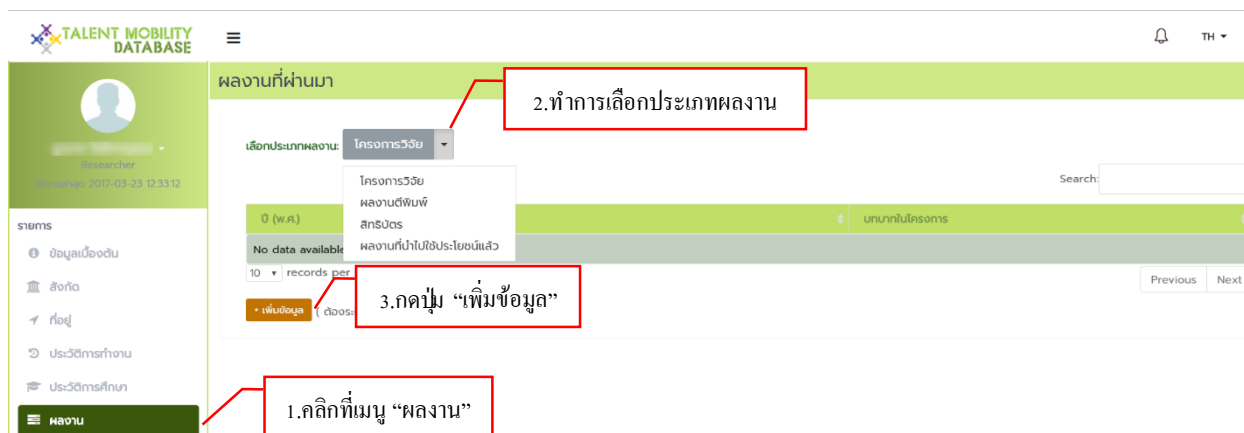 TALENT MOBILITY
DATABASE
TH
ผลงานที่ผ่านมา
2.ทำการเลือกประเภทผลงาน
เลือกประเภทผลงาน:
โครงการวิจัย
Researcher
2017-03-23 12:33:12
โครงการวิจัย
ผลงานตีพิมพ์
สิทธิบัตร
ผลงานที่นำไปใช้ประโยชน์แล้ว
Search:
รายการ
ปี (พ.ศ.)
บทบาทในโครงการ
No data available
ข้อมูลเบื้องต้น
10 records per
Previous Next
สังกัด
3.กดปุ่ม “เพิ่มข้อมูล”
+ เพิ่มข้อมูล
ที่อยู่
ประวัติการทำงาน
ประวัติการศึกษา
1.คลิกที่เมนู “ผลงาน”
ผลงาน